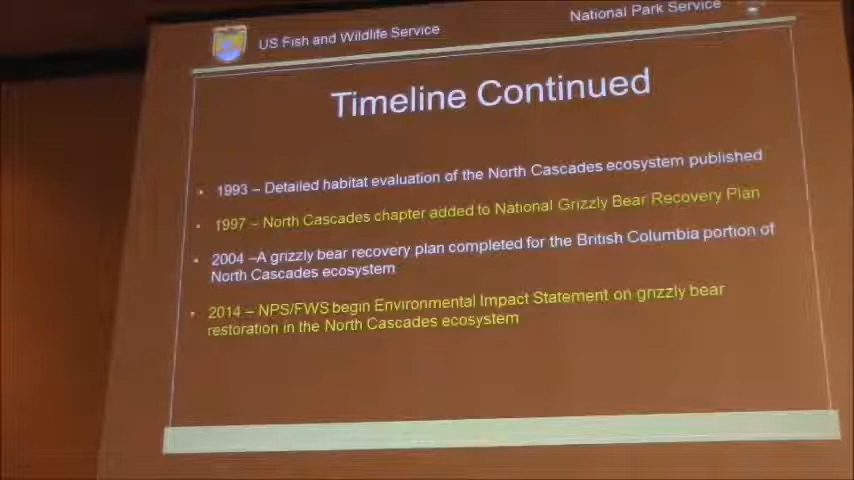 US Fish and Wildlife Service
National Park Service
Timeline Continued
• 1993 – Detailed habitat evaluation of the North Cascades ecosystem published
• 1997 – North Cascades chapter added to National Grizzly Bear Recovery Plan
• 2004 –A grizzly bear recovery plan completed for the British Columbia portion of
North Cascades ecosystem
• 2014 – NPS/FWS begin Environmental Impact Statement on grizzly bear
restoration in the North Cascades ecosystem